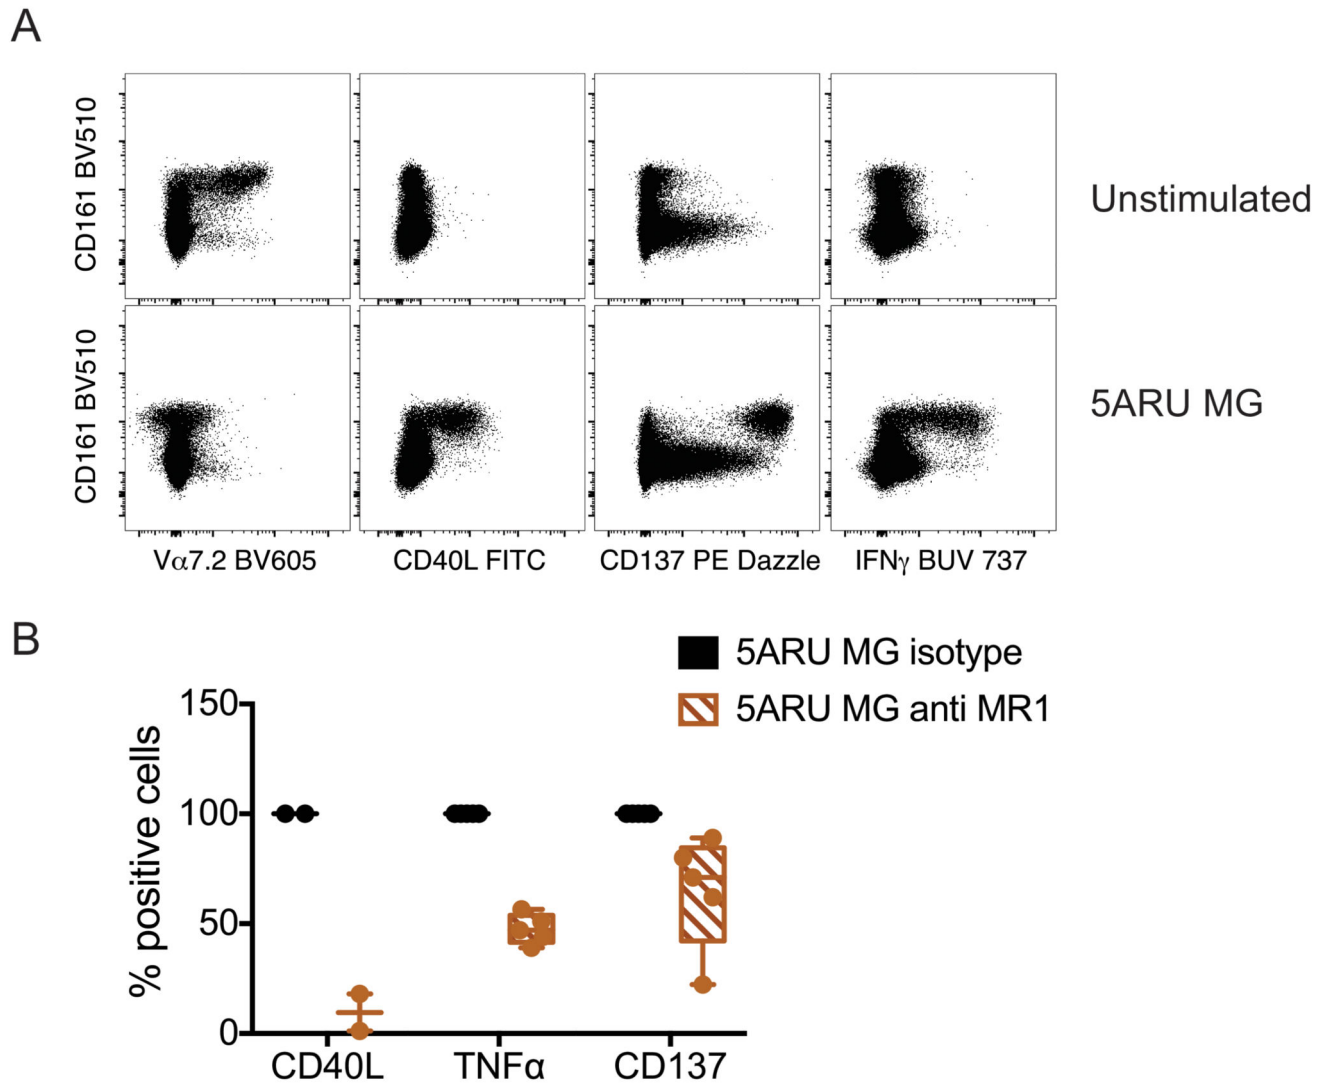 A
CD161 BV510
Unstimulated
CD161 BV510
5ARU MG
Vα7.2 BV605
CD40L FITC
CD137 PE Dazzle
IFNγ BUV 737
B
5ARU MG isotype
5ARU MG anti MR1
% positive cells
150
100
50
0
CD40L
TNFα
CD137